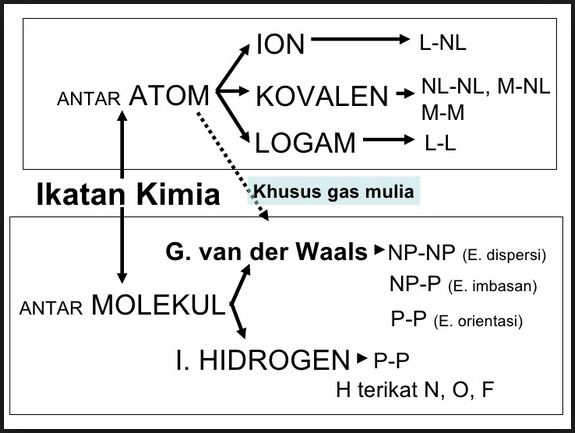 ION L-NL
ANTAR ATOM KOVALEN NL-NL, M-NL
M-M
LOGAM L-L
Ikatan Kimia Khusus gas mulia
G. van der Waals NP-NP (E. dispersi)
NP-P (E. imbasan)
ANTAR MOLEKUL
P-P (E. orientasi)
I. HIDROGEN P-P
H terikat N, O, F